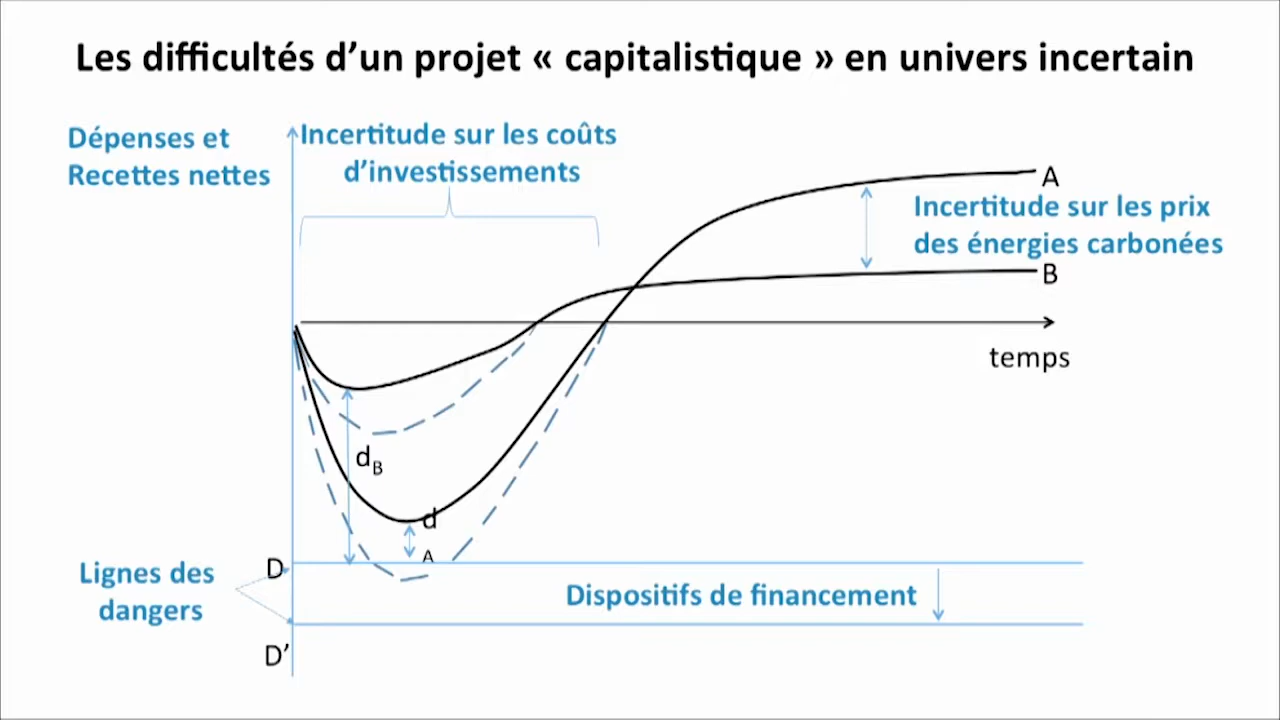 Les difficultés d’un projet « capitalistique » en univers incertain
Dépenses et
Recettes nettes
Incertitude sur les coûts
d’investissements
A
Incertitude sur les prix
des énergies carbonées
B
temps
dB
d
A
D
Lignes des
dangers
Dispositifs de financement
D’